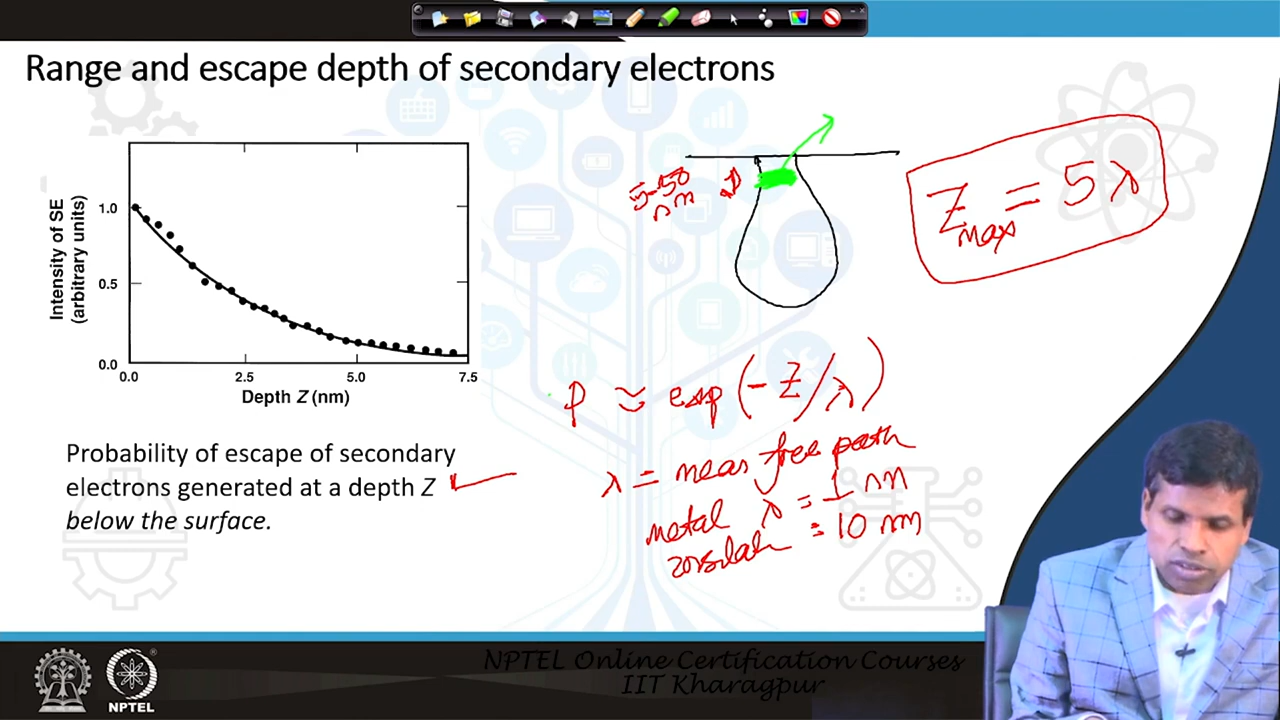 Range and escape depth of secondary electrons
Intensity of SE
(arbitrary units)
1.0
0.5
0.0
0.0 2.5 5.0 7.5
Depth Z (nm)
Probability of escape of secondary
electrons generated at a depth Z
below the surface.
5-50
nm
Z max = 5λ
p ≈ exp(-Z/λ)
λ = mean free path
metal λ = 1 nm
= 10 nm
NPTEL Online Certification Courses
IIT Kharagpur
NPTEL